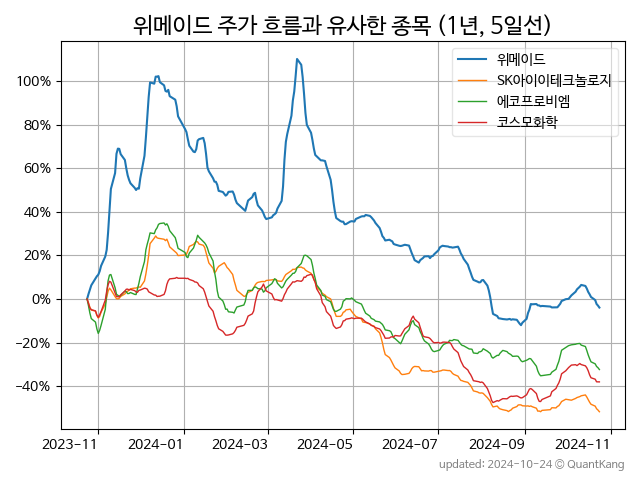 위메이드 주가 흐름과 유사한 종목 (1년, 5일선)
위메이드
SK아이이테크놀로지
에코프로비엠
코스모화학
100%
80%
60%
40%
20%
0%
−20%
−40%
2023-11 2024-01 2024-03 2024-05 2024-07 2024-09 2024-11
updated: 2024-10-24 © QuantKang